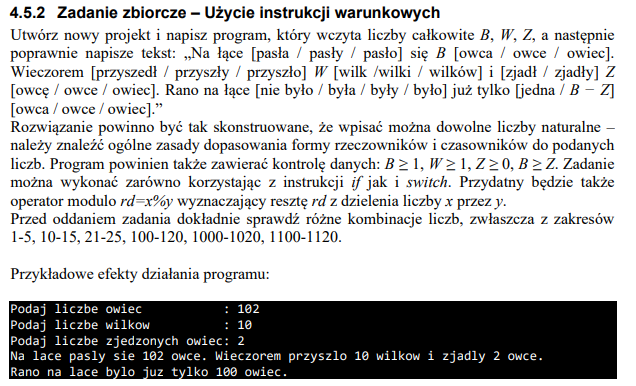 4.5.2 Zadanie zbiorcze – Użycie instrukcji warunkowych
Utwórz nowy projekt i napisz program, który wczyta liczby całkowite B, W, Z, a następnie
poprawnie napisze tekst: „Na łące [pasła / pasły / pasło] się B [owca / owce / owiec].
Wieczorem [przyszedł / przyszły / przyszło] W [wilk /wilki / wilków] i [zjadł / zjadły] Z
[owcę / owce / owiec]. Rano na łące [nie było / była / były / było] już tylko [jedna / B − Z]
[owca / owce / owiec].”
Rozwiązanie powinno być tak skonstruowane, że wpisać można dowolne liczby naturalne –
należy znaleźć ogólne zasady dopasowania formy rzeczowników i czasowników do podanych
liczb. Program powinien także zawierać kontrolę danych: B ≥ 1, W ≥ 1, Z ≥ 0, B ≥ Z. Zadanie
można wykonać zarówno korzystając z instrukcji if jak i switch. Przydatny będzie także
operator modulo rd=x%y wyznaczający resztę rd z dzielenia liczby x przez y.
Przed oddaniem zadania dokładnie sprawdź różne kombinacje liczb, zwłaszcza z zakresów
1-5, 10-15, 21-25, 100-120, 1000-1020, 1100-1120.
Przykładowe efekty działania programu:
Podaj liczbe owiec : 102
Podaj liczbe wilkow : 10
Podaj liczbe zjedzonych owiec: 2
Na lace pasly sie 102 owce. Wieczorem przyszlo 10 wilkow i zjadly 2 owce.
Rano na lace bylo juz tylko 100 owiec.